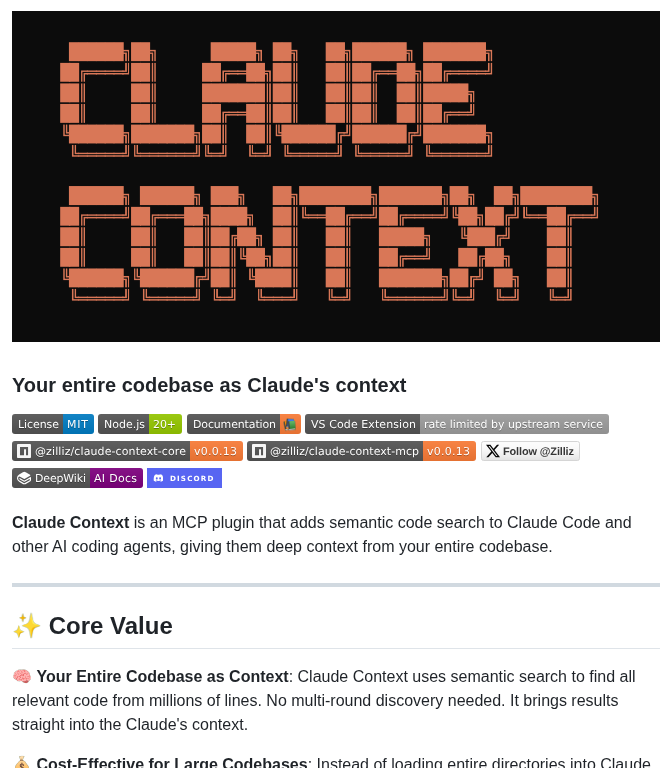 CLAUDE
CONTEXT
Your entire codebase as Claude's context
License MIT Node.js 20+ Documentation VS Code Extension rate limited by upstream service
@zilliz/claude-context-core v0.0.13 @zilliz/claude-context-mcp v0.0.13 Follow @Zilliz
DeepWiki AI Docs DISCORD
Claude Context is an MCP plugin that adds semantic code search to Claude Code and
other AI coding agents, giving them deep context from your entire codebase.
✨ Core Value
🧠 Your Entire Codebase as Context: Claude Context uses semantic search to find all
relevant code from millions of lines. No multi-round discovery needed. It brings results
straight into the Claude's context.
💰 Cost-Effective for Large Codebases: Instead of loading entire directories into Claude